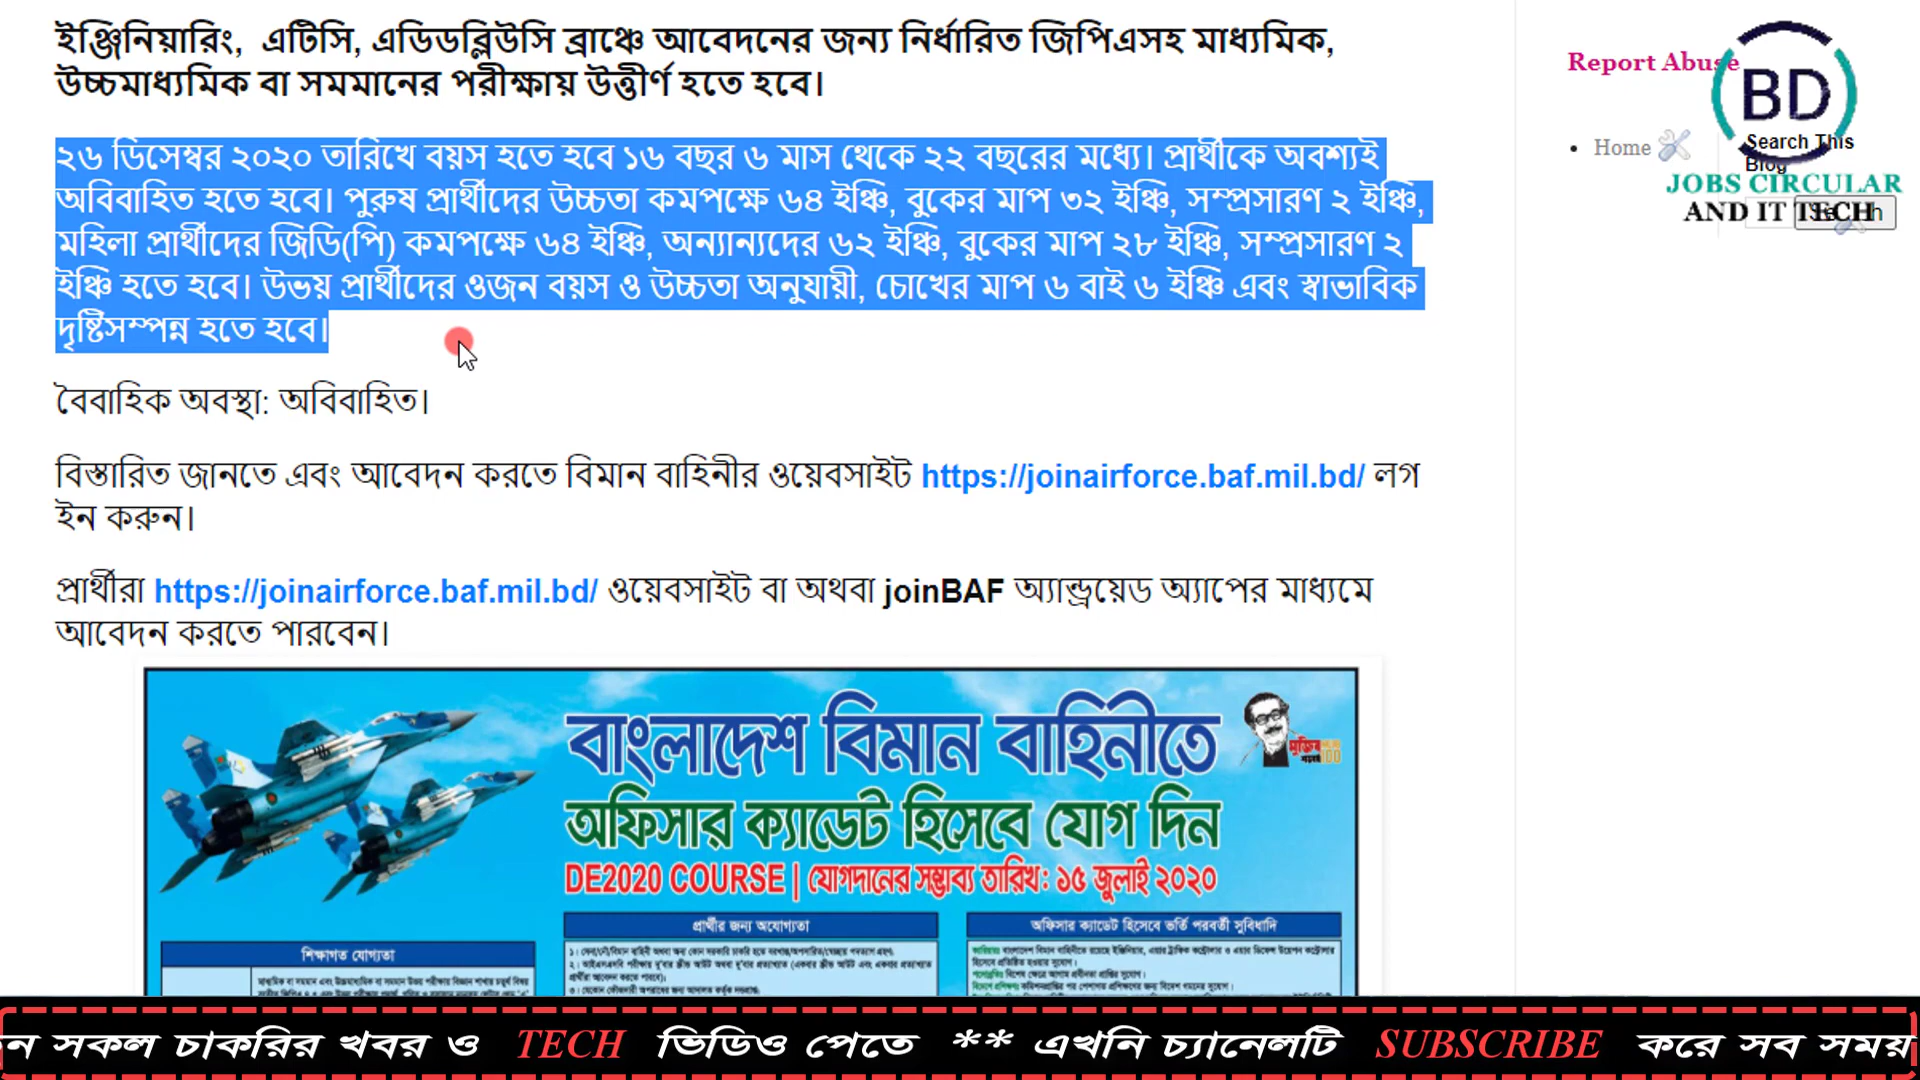 ইঞ্জিনিয়ারিং, এটিসি, এডিডব্লিউসি ব্রাঞ্চে আবেদনের জন্য নির্ধারিত জিপিএসহ মাধ্যমিক,
উচ্চমাধ্যমিক বা সমমানের পরীক্ষায় উত্তীর্ণ হতে হবে।
২৬ ডিসেম্বর ২০২০ তারিখে বয়স হতে হবে ১৬ বছর ৬ মাস থেকে ২২ বছরের মধ্যে। প্রার্থীকে অবশ্যই
অবিবাহিত হতে হবে। পুরুষ প্রার্থীদের উচ্চতা কমপক্ষে ৬৪ ইঞ্চি, বুকের মাপ ৩২ ইঞ্চি, সম্প্রসারণ ২ ইঞ্চি,
মহিলা প্রার্থীদের জিডি(পি) কমপক্ষে ৬৪ ইঞ্চি, অন্যান্যদের ৬২ ইঞ্চি, বুকের মাপ ২৮ ইঞ্চি, সম্প্রসারণ ২
ইঞ্চি হতে হবে। উভয় প্রার্থীদের ওজন বয়স ও উচ্চতা অনুযায়ী, চোখের মাপ ৬ বাই ৬ ইঞ্চি এবং স্বাভাবিক
দৃষ্টিসম্পন্ন হতে হবে।
বৈবাহিক অবস্থা: অবিবাহিত।
বিস্তারিত জানতে এবং আবেদন করতে বিমান বাহিনীর ওয়েবসাইট https://joinairforce.baf.mil.bd/ লগ
ইন করুন।
প্রার্থীরা https://joinairforce.baf.mil.bd/ ওয়েবসাইট বা অথবা joinBAF অ্যান্ড্রয়েড অ্যাপের মাধ্যমে
আবেদন করতে পারবেন।
বাংলাদেশ বিমান বাহিনীতে
অফিসার ক্যাডেট হিসেবে যোগ দিন
DE2020 COURSE | যোগদানের সম্ভাব্য তারিখ: ১৫ জুলাই ২০২০
শিক্ষাগত যোগ্যতা
প্রার্থীর জন্য অযোগ্যতা
অফিসার ক্যাডেট হিসেবে ভর্তি পরবর্তী সুবিধাদি
Report Abuse
BD
Home
Search This
Blog
JOBS CIRCULAR
AND IT TECH
ন সকল চাকরির খবর ও TECH ভিডিও পেতে ** এখনি চ্যানেলটি SUBSCRIBE করে সব সময়